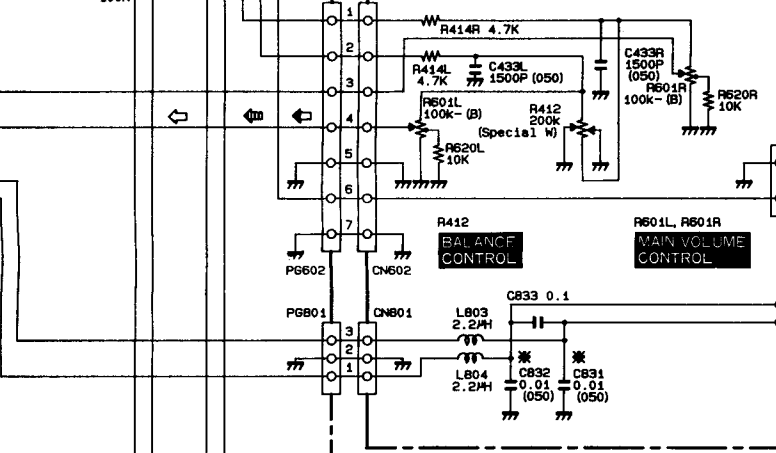 1
R414R 4.7K
2
R414L
4.7K
C433L
1500P (050)
C433R
1500P
(050)
3
R601R
100k-(B)
R620R
10K
R601L
100k-(B)
R412
200k
(Special W)
4
R620L
10K
5
6
7
R412
R601L, R601R
BALANCE
CONTROL
MAIN VOLUME
CONTROL
PG602
CN602
C833 0.1
PG801
CN801
L803
2.2μH
3
2
1
L804
2.2μH
C832
0.01
(050)
C831
0.01
(050)